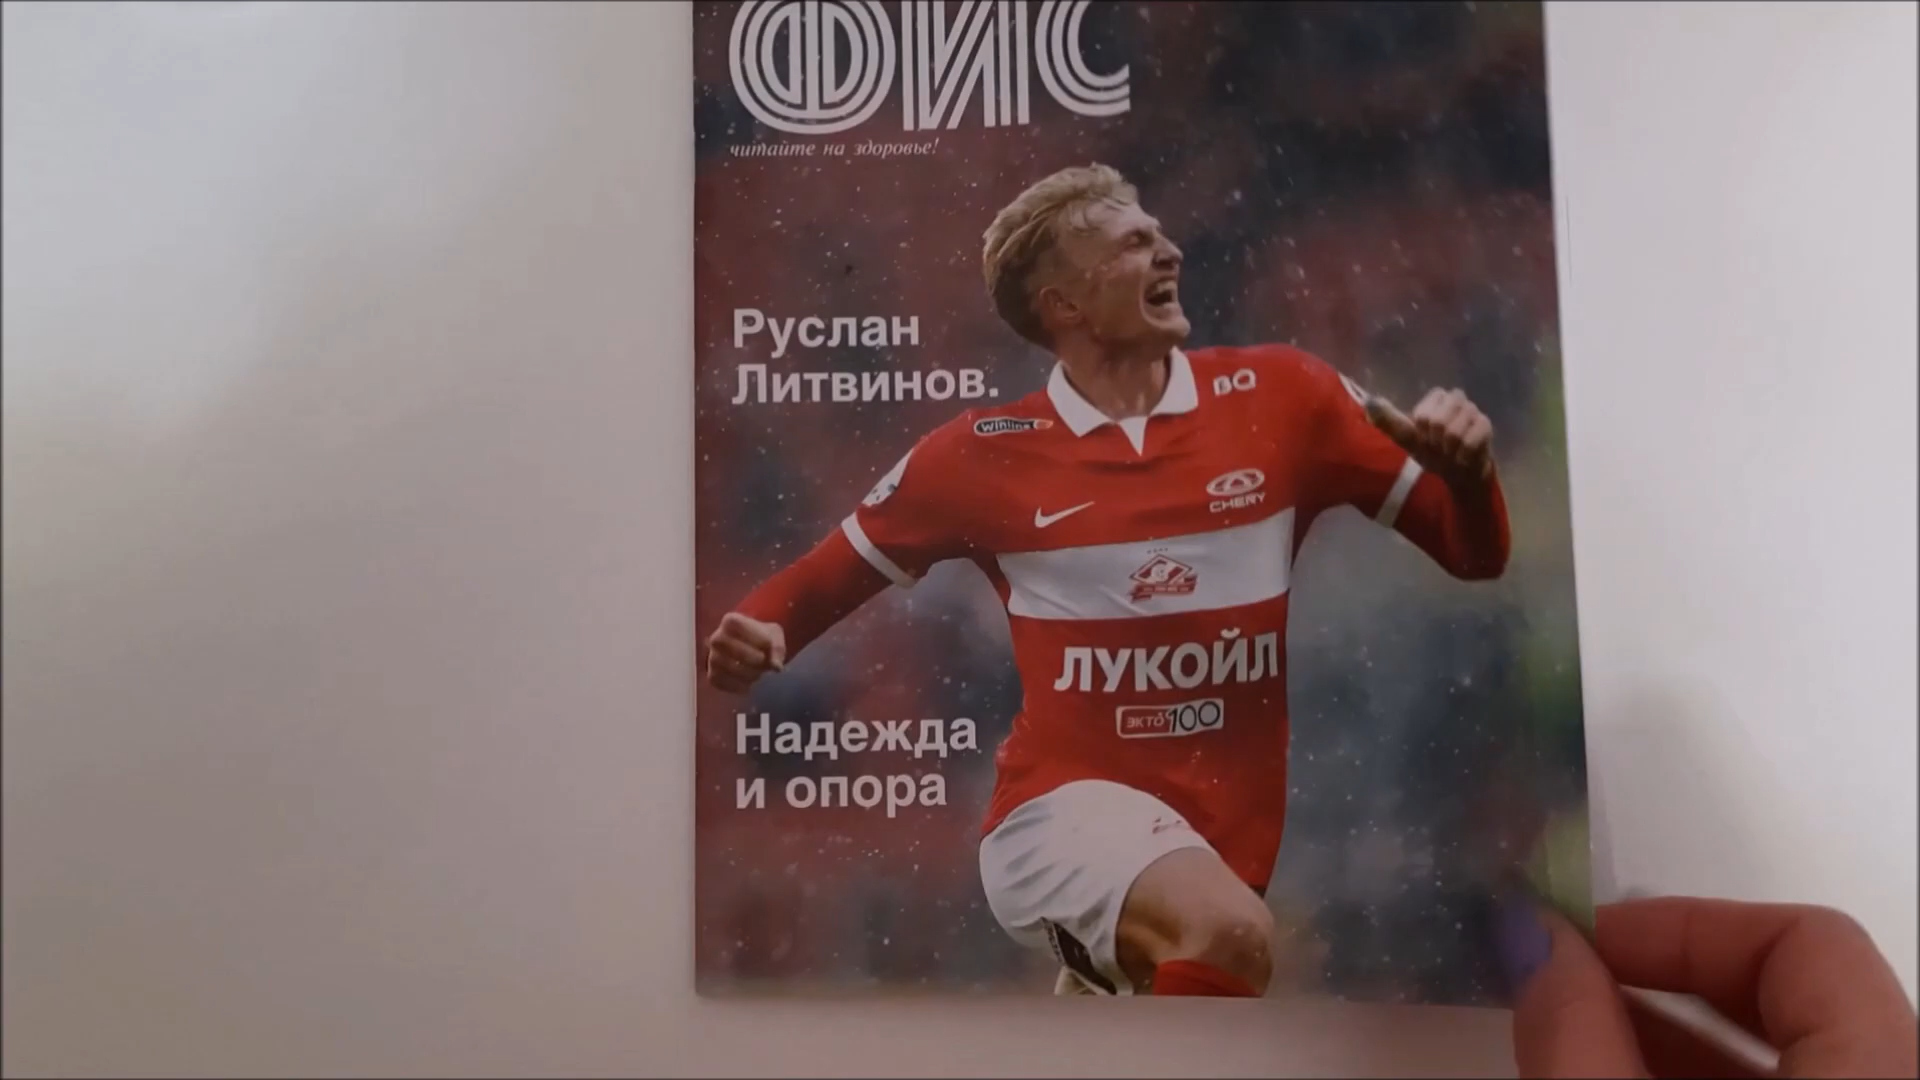 ФИС
читайте на здоровье!
Руслан
Литвинов.
winline
BQ
CHERY
ЛУКОЙЛ
ЭКТО 100
Надежда
и опора